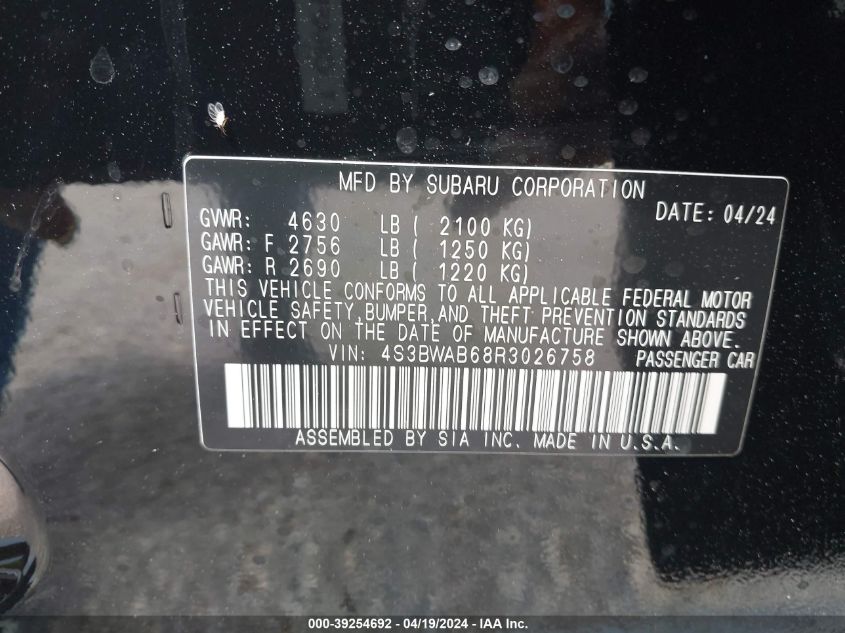 MFD BY SUBARU CORPORATION
DATE: 04/24
GVWR: 4630 LB ( 2100 KG)
GAWR: F 2756 LB ( 1250 KG)
GAWR: R 2690 LB ( 1220 KG)
THIS VEHICLE CONFORMS TO ALL APPLICABLE FEDERAL MOTOR
VEHICLE SAFETY, BUMPER, AND THEFT PREVENTION STANDARDS
IN EFFECT ON THE DATE OF MANUFACTURE SHOWN ABOVE.
VIN: 4S3BWAB68R3026758 PASSENGER CAR
ASSEMBLED BY SIA INC. MADE IN U.S.A.
000-39254692 - 04/19/2024 - IAA Inc.